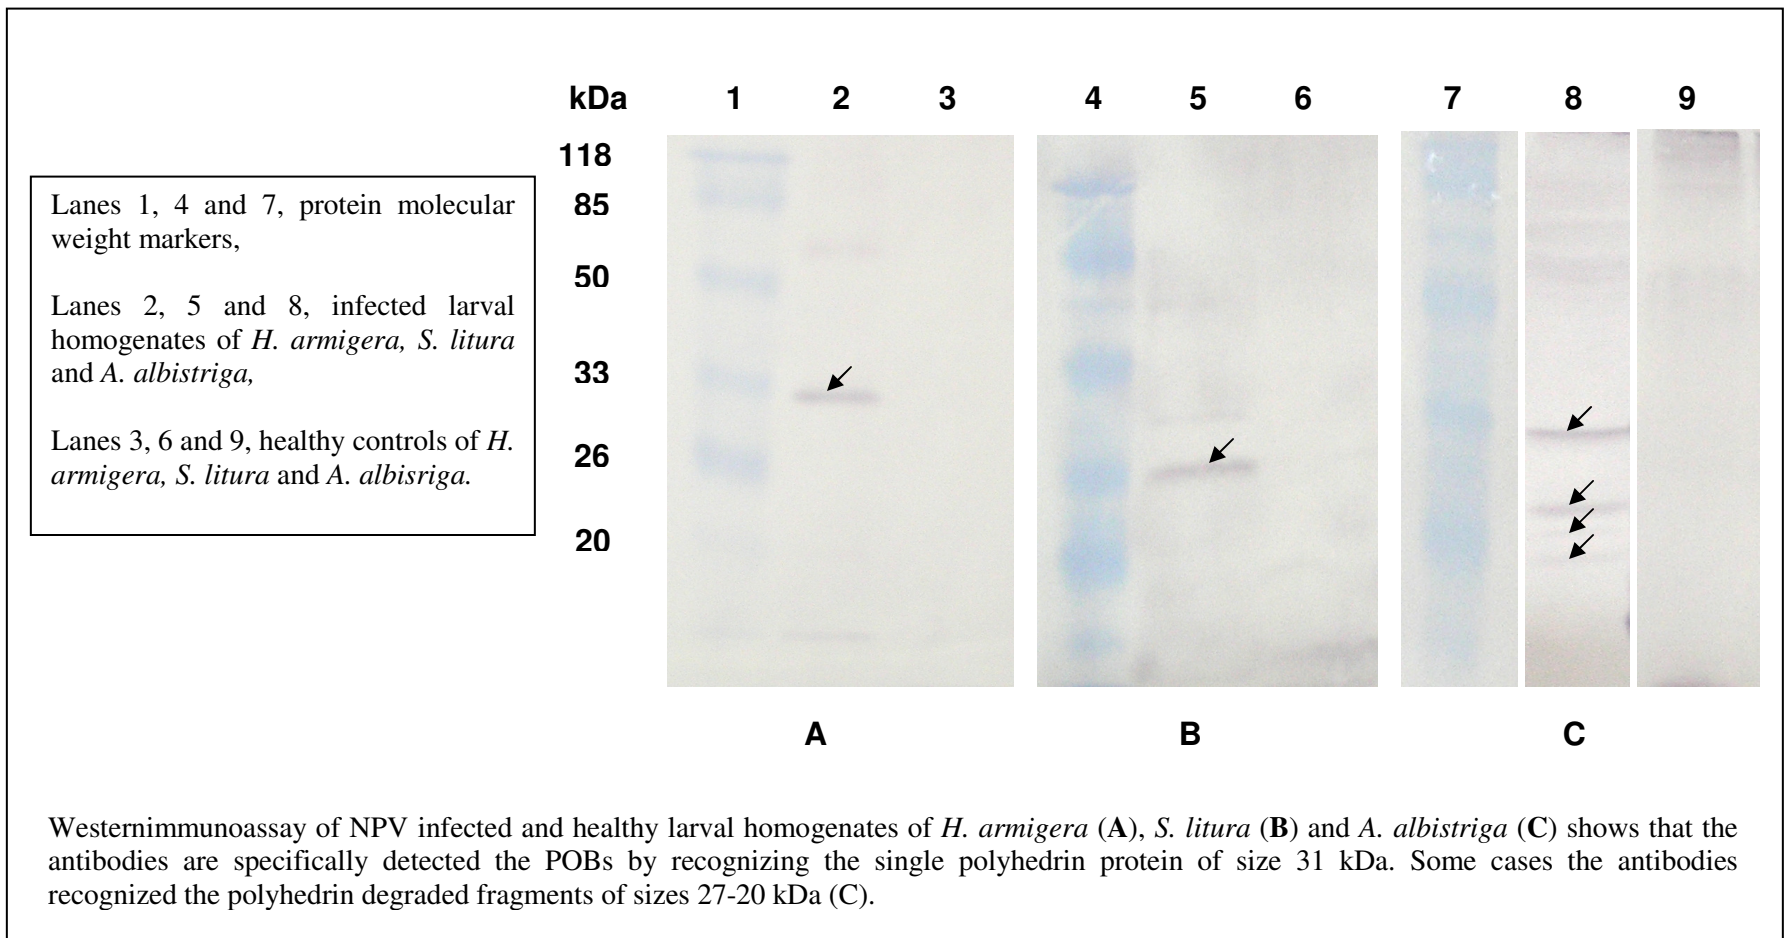 kDa 1 2 3 4 5 6 7 8 9
118
85
50
33
26
20
Lanes 1, 4 and 7, protein molecular
weight markers,
Lanes 2, 5 and 8, infected larval
homogenates of H. armigera, S. litura
and A. albistriga,
Lanes 3, 6 and 9, healthy controls of H.
armigera, S. litura and A. albisriga.
A B C
Westernimmunoassay of NPV infected and healthy larval homogenates of H. armigera (A), S. litura (B) and A. albistriga (C) shows that the
antibodies are specifically detected the POBs by recognizing the single polyhedrin protein of size 31 kDa. Some cases the antibodies
recognized the polyhedrin degraded fragments of sizes 27-20 kDa (C).